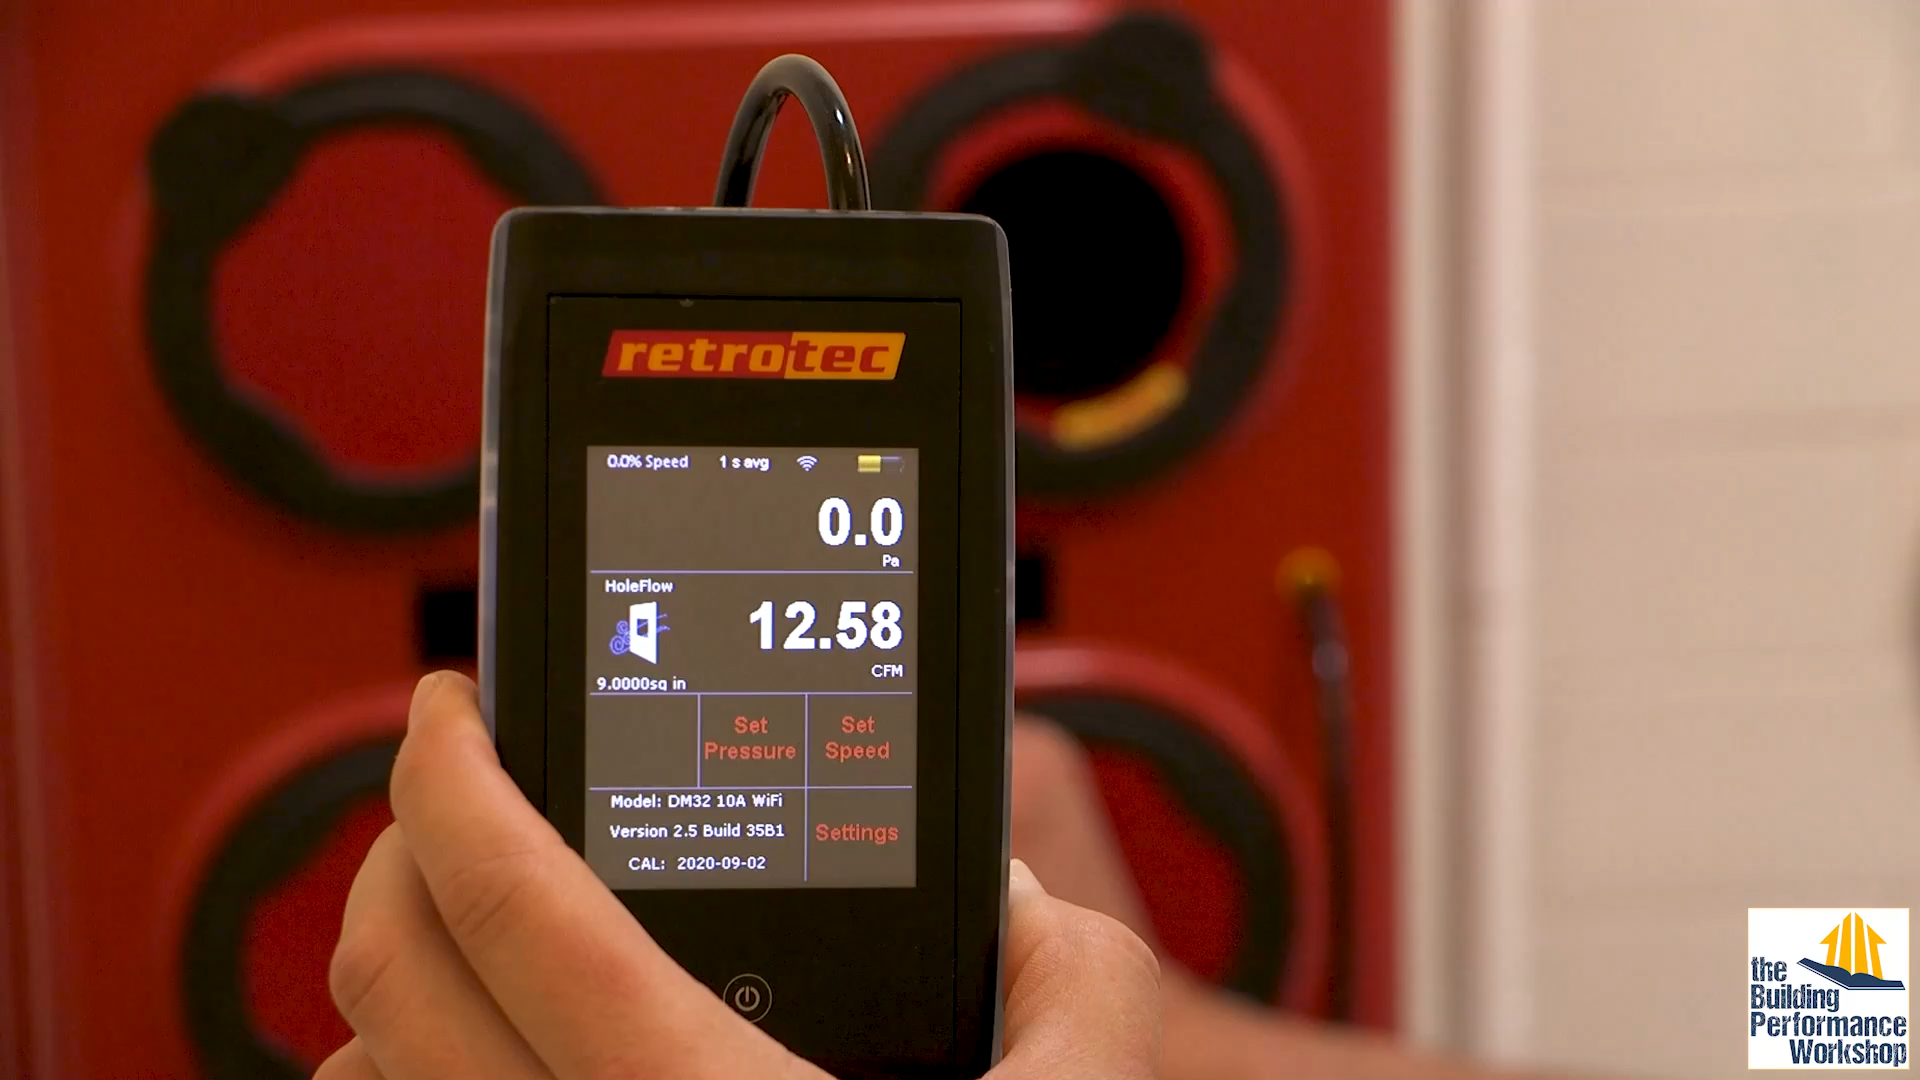 retrotec
0.0% Speed 1 s avg
0.0
Pa
HoleFlow
12.58
CFM
9.0000sq in
Set Pressure
Set Speed
Model: DM32 10A WiFi
Version 2.5 Build 35B1
CAL: 2020-09-02
Settings
the
Building
Performance
Workshop